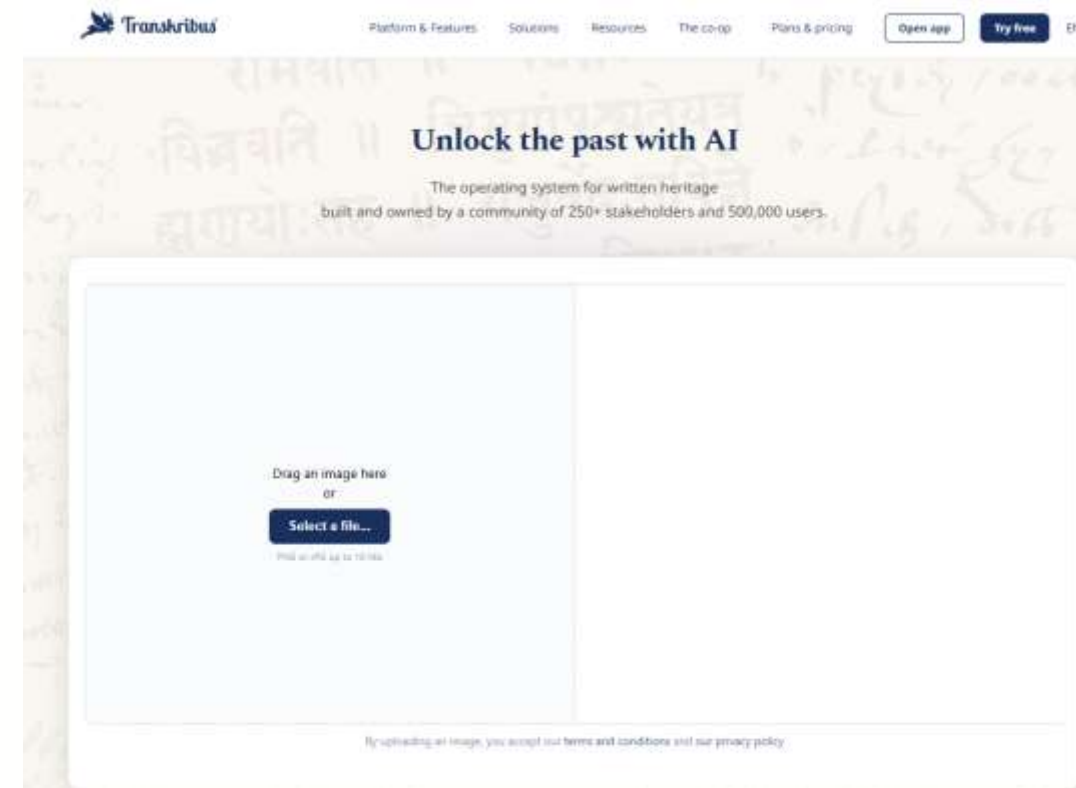 Transkribus
Platform & Features
Solutions
Resources
The co-op
Plans & pricing
Open app
Try free
Unlock the past with AI
The operating system for written heritage
built and owned by a community of 250+ stakeholders and 500,000 users.
Drag an image here
or
Select a file...
By uploading an image, you accept our terms and conditions and our privacy policy